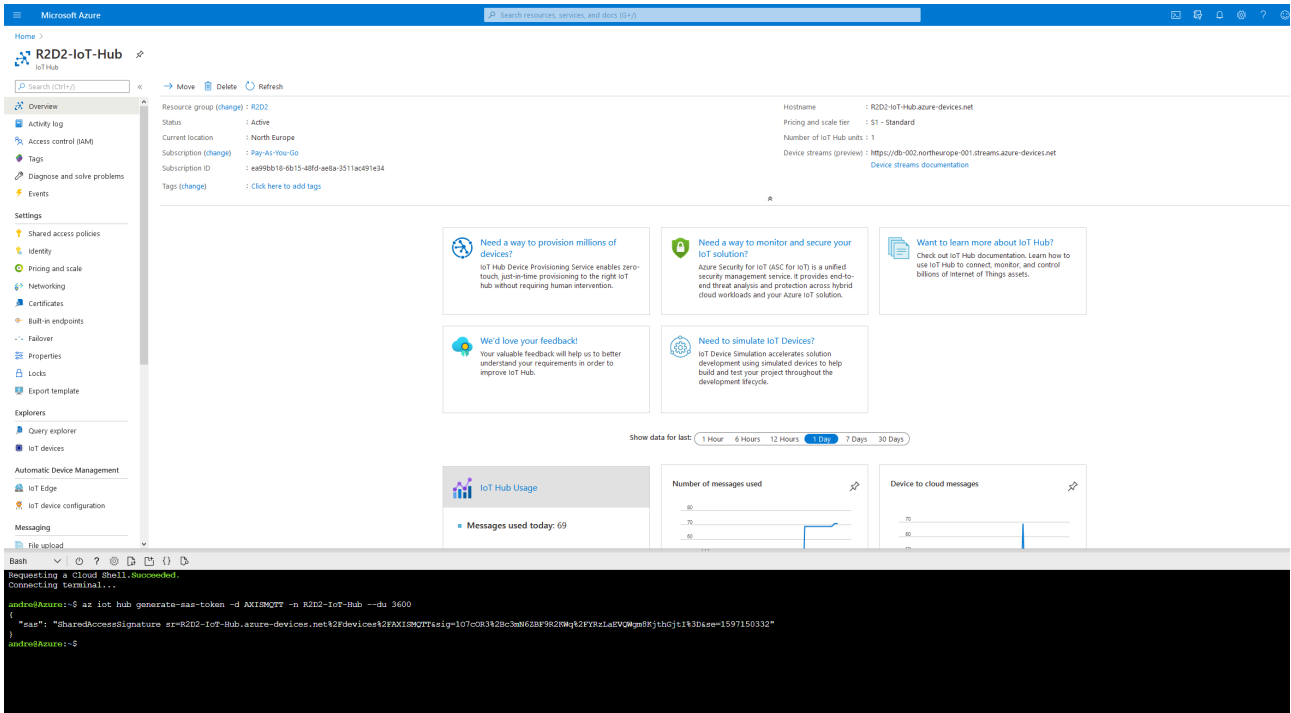 Microsoft Azure
Search resources, services, and docs (G+/)
Home >
R2D2-IoT-Hub
IoT Hub
Search (Ctrl+/)
«
Move
Delete
Refresh
Overview
Activity log
Access control (IAM)
Tags
Diagnose and solve problems
Events
Settings
Shared access policies
Identity
Pricing and scale
Networking
Certificates
Built-in endpoints
Failover
Properties
Locks
Export template
Explorers
Query explorer
IoT devices
Automatic Device Management
IoT Edge
IoT device configuration
Messaging
File upload
Resource group (change) : R2D2
Status : Active
Current location : North Europe
Subscription (change) : Pay-As-You-Go
Subscription ID : ea99bb18-6b15-48fd-ae8a-3511ac491e34
Tags (change) : Click here to add tags
Hostname : R2D2-IoT-Hub.azure-devices.net
Pricing and scale tier : S1 - Standard
Number of IoT Hub units : 1
Device streams (preview) : https://db-002.northeurope-001.streams.azure-devices.net
Device streams documentation
Need a way to provision millions of
devices?
IoT Hub Device Provisioning Service enables zero-
touch, just-in-time provisioning to the right IoT
hub without requiring human intervention.
Need a way to monitor and secure your
IoT solution?
Azure Security for IoT (ASC for IoT) is a unified
security management service. It provides end-to-
end threat analysis and protection across hybrid
cloud workloads and your Azure IoT solution.
Want to learn more about IoT Hub?
Check out IoT Hub documentation. Learn how to
use IoT Hub to connect, monitor, and control
billions of Internet of Things assets.
We'd love your feedback!
Your valuable feedback will help us to better
understand your requirements in order to
improve IoT Hub.
Need to simulate IoT Devices?
IoT Device Simulation accelerates solution
development using simulated devices to help
build and test your project throughout the
development lifecycle.
Show data for last: 1 Hour 6 Hours 12 Hours 1 Day 7 Days 30 Days
IoT Hub Usage
Messages used today: 69
Number of messages used
80
70
60
Device to cloud messages
70
60
Bash
Requesting a Cloud Shell.Succeeded.
Connecting terminal...
andre@Azure:~$ az iot hub generate-sas-token -d AXISMQTT -n R2D2-IoT-Hub --du 3600
{
"sas": "SharedAccessSignature sr=R2D2-IoT-Hub.azure-devices.net%2Fdevices%2FAXISMQTT&sig=1O7cOR3%2Bc3mN6ZBF9R2KWq%2FYRzLaEVQWgm8KjthGjtI%3D&se=1597150332"
}
andre@Azure:~$